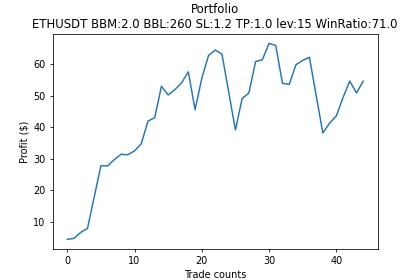 Portfolio
ETHUSDT BBM:2.0 BBL:260 SL:1.2 TP:1.0 lev:15 WinRatio:71.0
60
50
40
30
20
10
Profit ($)
0 10 20 30 40
Trade counts